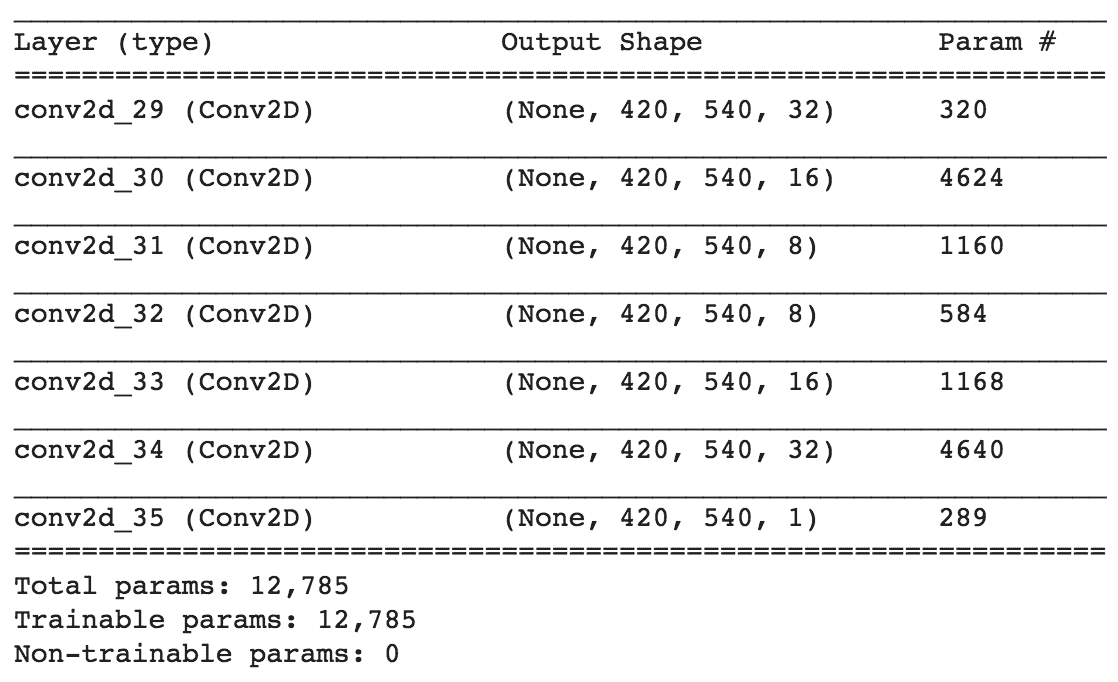 Layer (type) Output Shape Param #
conv2d_29 (Conv2D) (None, 420, 540, 32) 320
conv2d_30 (Conv2D) (None, 420, 540, 16) 4624
conv2d_31 (Conv2D) (None, 420, 540, 8) 1160
conv2d_32 (Conv2D) (None, 420, 540, 8) 584
conv2d_33 (Conv2D) (None, 420, 540, 16) 1168
conv2d_34 (Conv2D) (None, 420, 540, 32) 4640
conv2d_35 (Conv2D) (None, 420, 540, 1) 289
Total params: 12,785
Trainable params: 12,785
Non-trainable params: 0